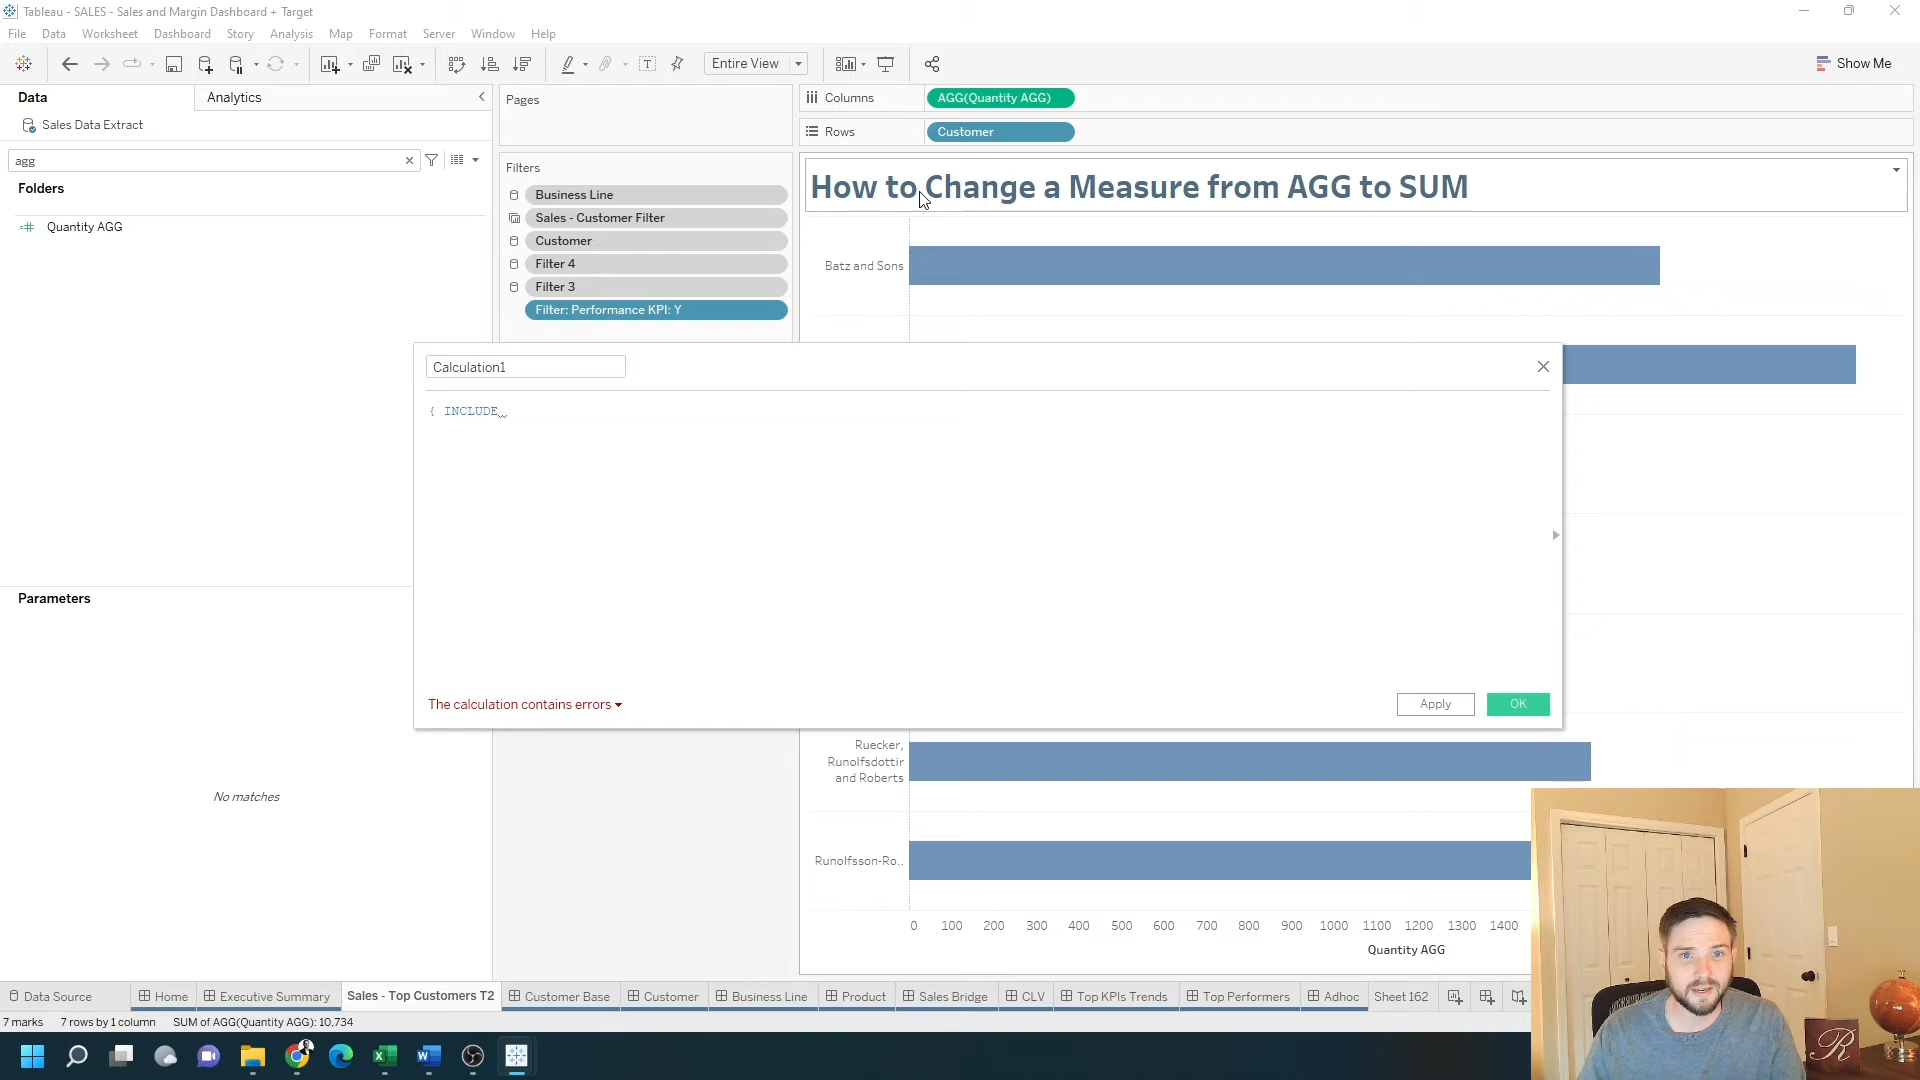 Tableau - SALES - Sales and Margin Dashboard + Target
File Data Worksheet Dashboard Story Analysis Map Format Server Window Help
Entire View
Show Me
Data
Analytics
Sales Data Extract
agg
Folders
Quantity AGG
Parameters
No matches
Pages
Filters
Business Line
Sales - Customer Filter
Customer
Filter 4
Filter 3
Filter: Performance KPI: Y
Columns
AGG(Quantity AGG)
Rows
Customer
How to Change a Measure from AGG to SUM
Batz and Sons
Calculation1
{ INCLUDE
The calculation contains errors
Apply
OK
Ruecker,
Runolfsdottir
and Roberts
Runolfsson-Ro..
0 100 200 300 400 500 600 700 800 900 1000 1100 1200 1300 1400
Quantity AGG
Data Source Home Executive Summary Sales - Top Customers T2 Customer Base Customer Business Line Product Sales Bridge CLV Top KPIs Trends Top Performers Adhoc Sheet 162
7 marks 7 rows by 1 column SUM of AGG(Quantity AGG): 10,734
R